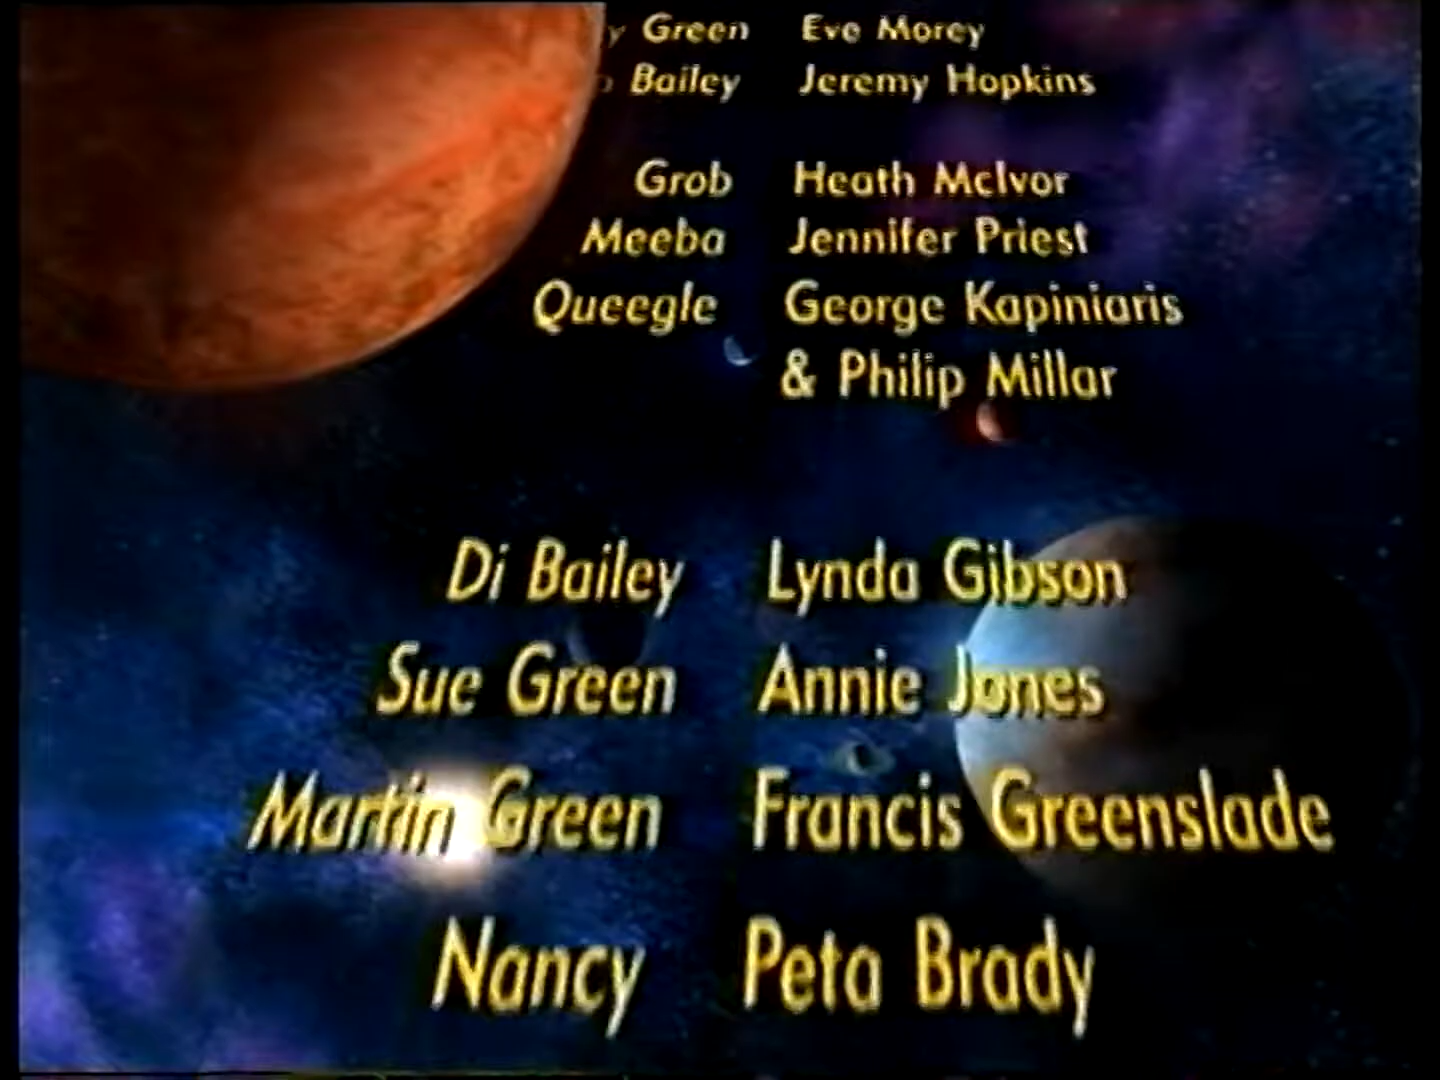 Green Eve Morey
Bailey Jeremy Hopkins
Grob Heath McIvor
Meeba Jennifer Priest
Queegle George Kapiniaris
& Philip Millar
Di Bailey Lynda Gibson
Sue Green Annie Jones
Martin Green Francis Greenslade
Nancy Peta Brady